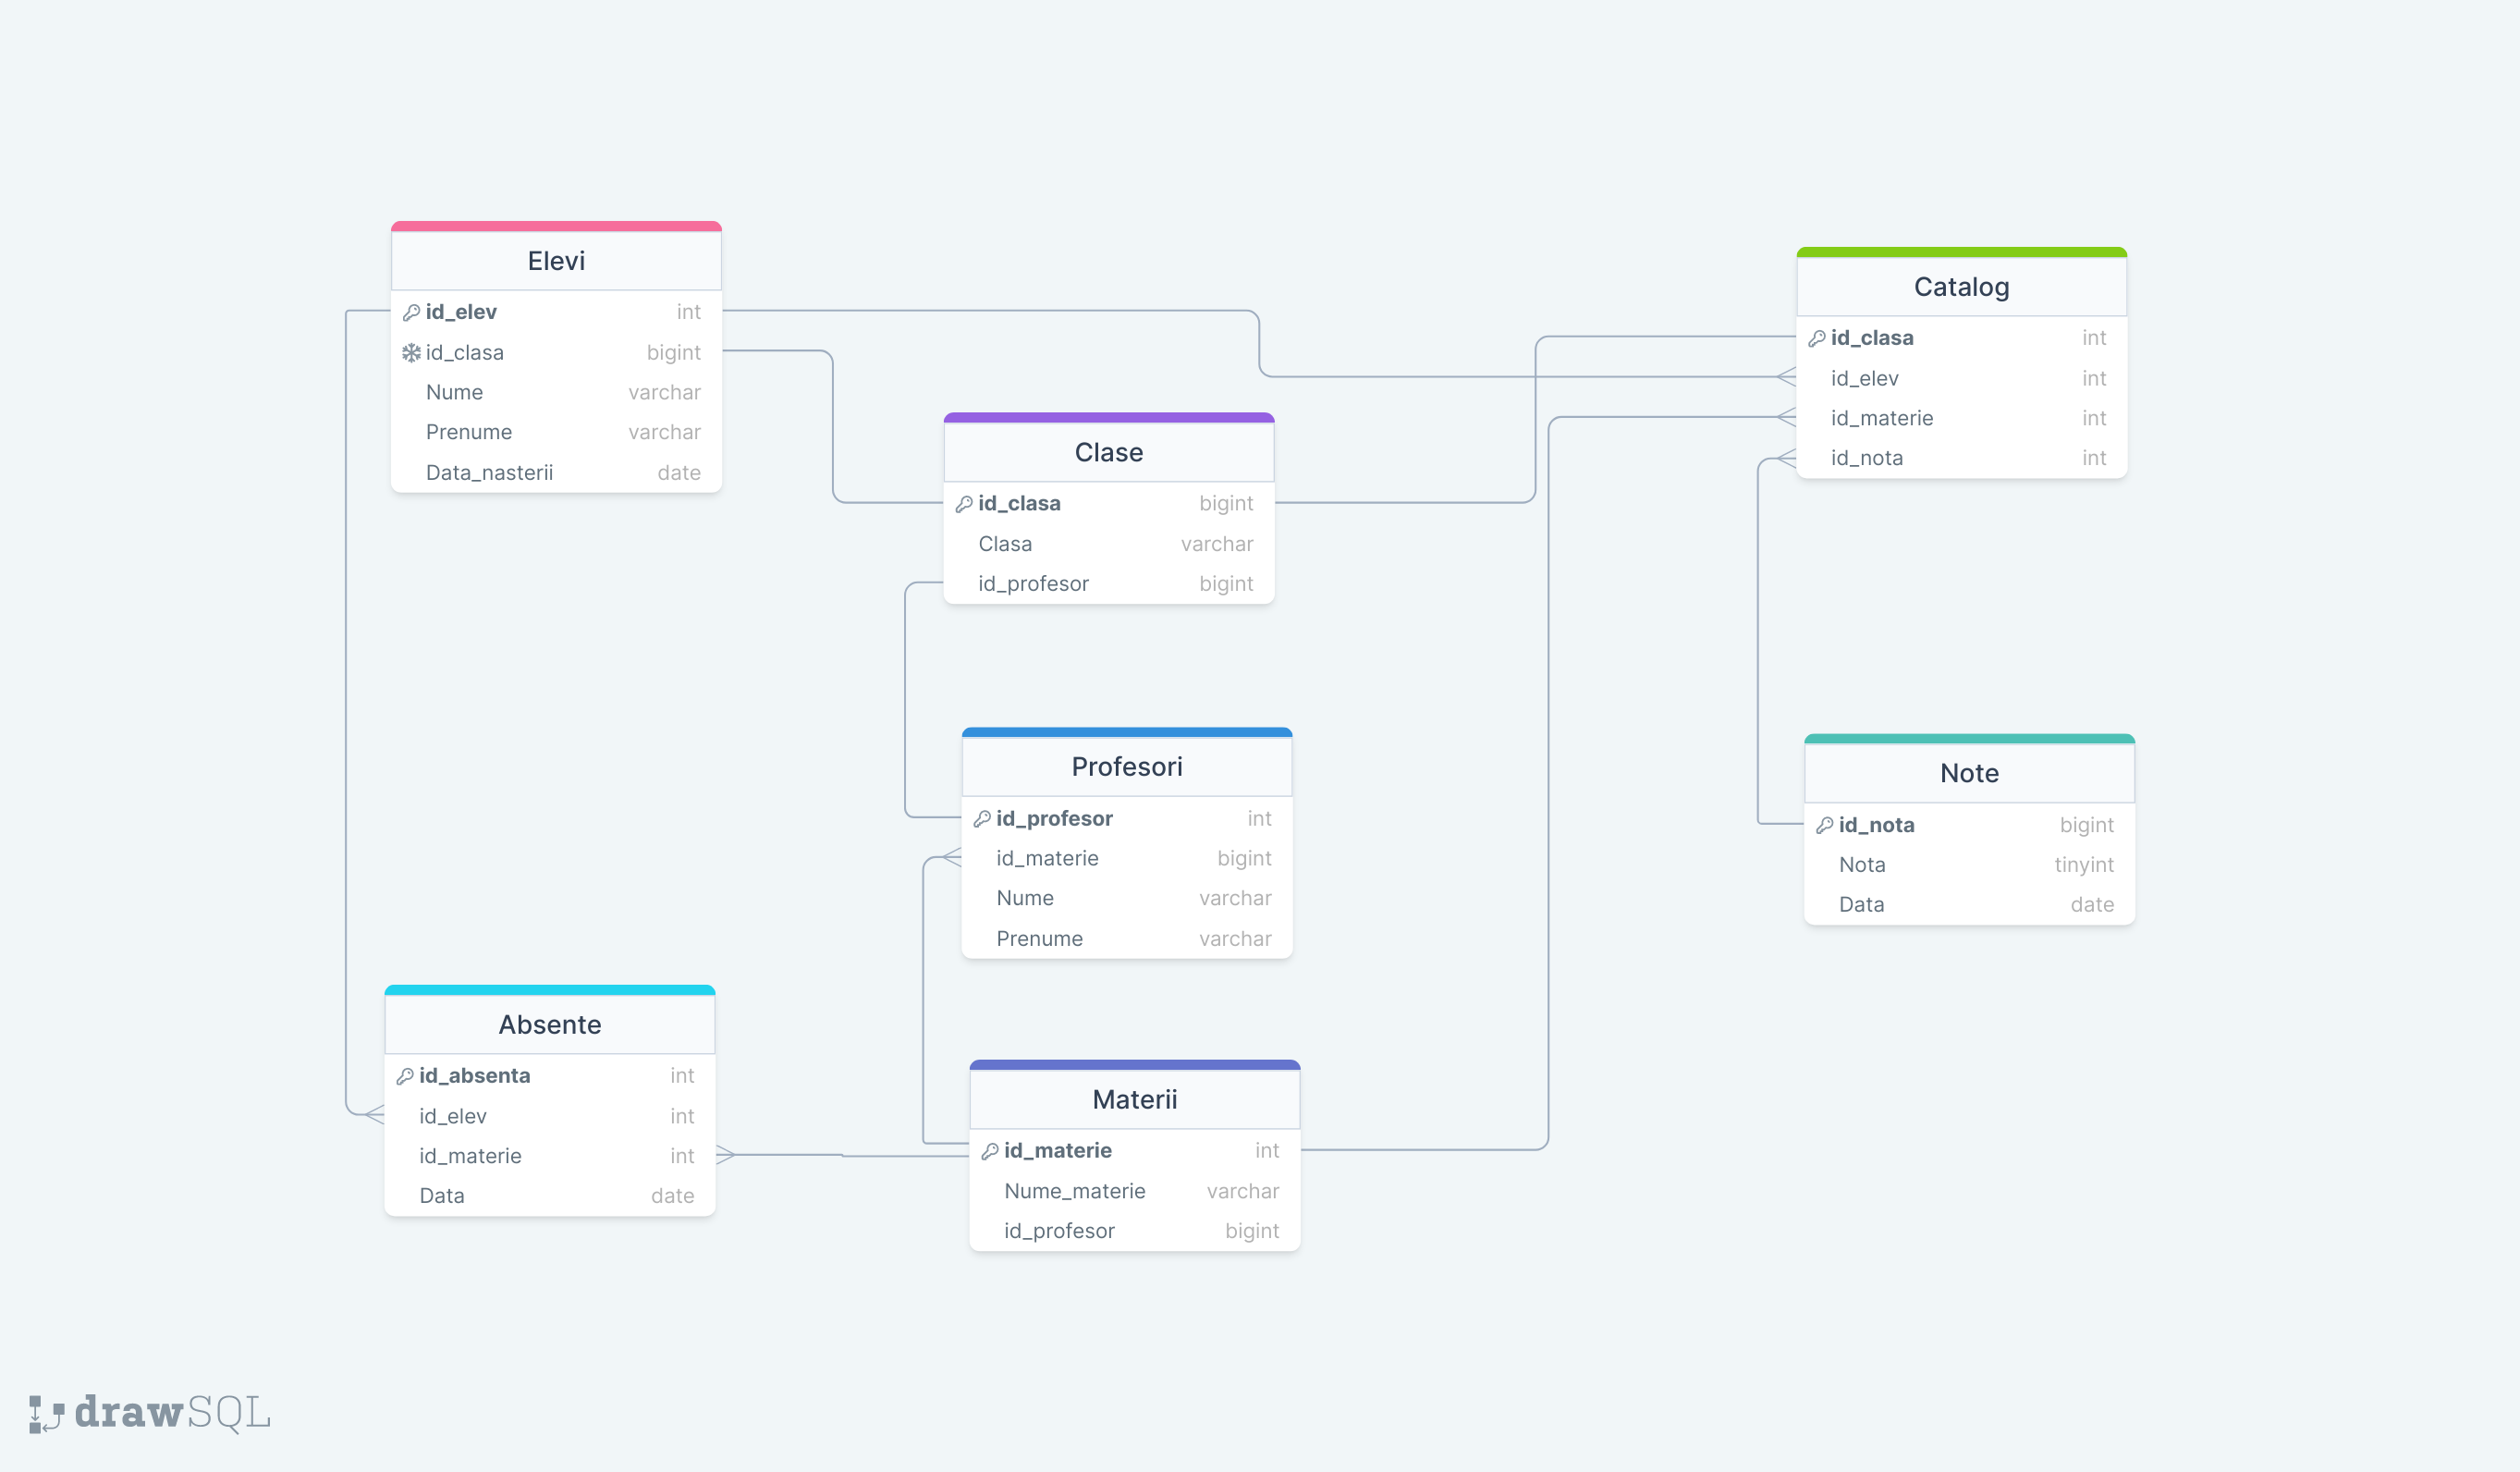 Elevi
id_elev int
id_clasa bigint
Nume varchar
Prenume varchar
Data_nasterii date
Catalog
id_clasa int
id_elev int
id_materie int
id_nota int
Clase
id_clasa bigint
Clasa varchar
id_profesor bigint
Profesori
id_profesor int
id_materie bigint
Nume varchar
Prenume varchar
Note
id_nota bigint
Nota tinyint
Data date
Absente
id_absenta int
id_elev int
id_materie int
Data date
Materii
id_materie int
Nume_materie varchar
id_profesor bigint
drawSQL